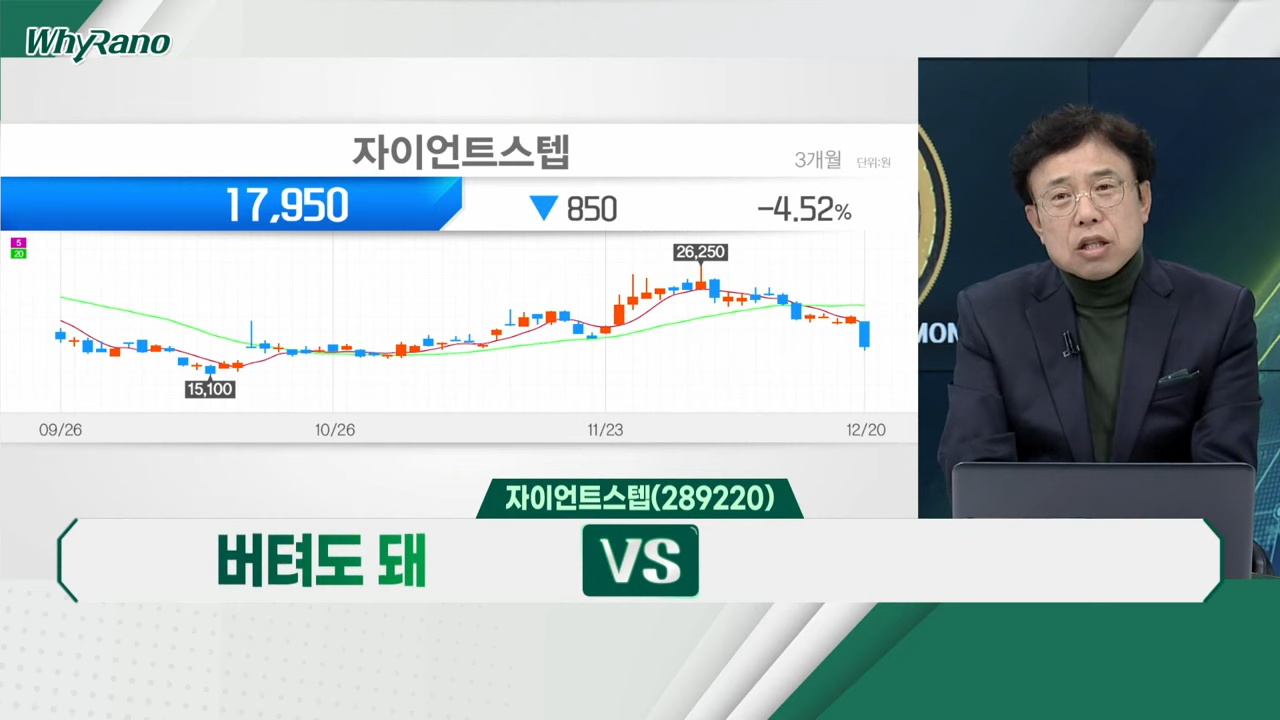 WhyRano
자이언트스텝
3개월 단위:원
17,950 ▼ 850 -4.52%
5
20
26,250
15,100
09/26 10/26 11/23 12/20
MON
자이언트스텝(289220)
버텨도 돼 VS